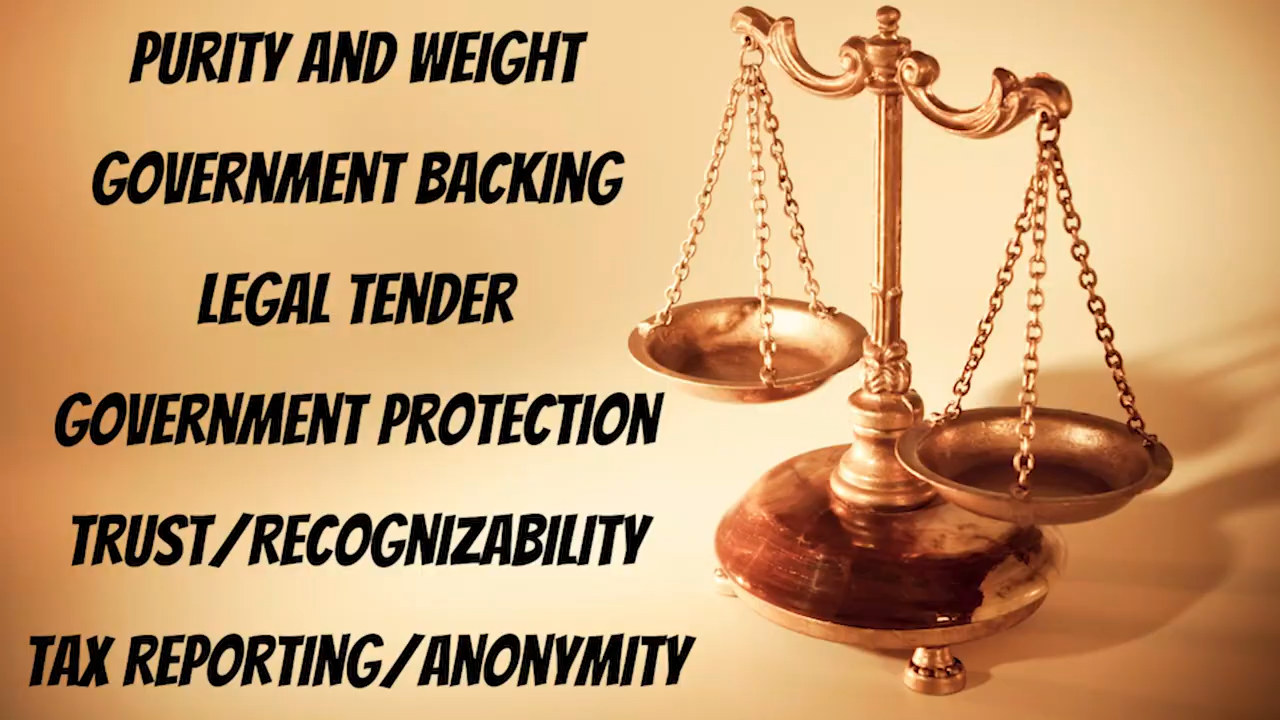 PURITY AND WEIGHT
GOVERNMENT BACKING
LEGAL TENDER
GOVERNMENT PROTECTION
TRUST/RECOGNIZABILITY
TAX REPORTING/ANONYMITY